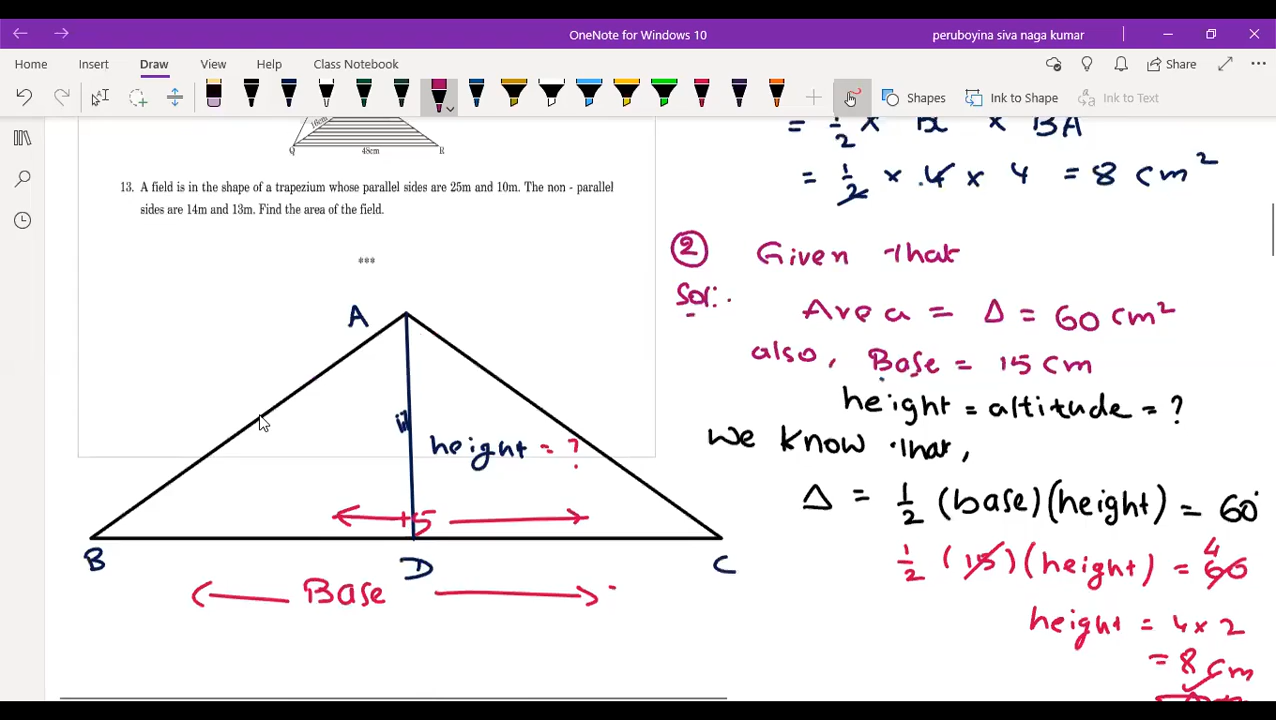 OneNote for Windows 10
peruboyina siva naga kumar
Home Insert Draw View Help Class Notebook
Share
Shapes
Ink to Shape
Ink to Text
16cm
Q 48cm R
13. A field is in the shape of a trapezium whose parallel sides are 25m and 10m. The non - parallel
sides are 14m and 13m. Find the area of the field.
***
A
height = ?
15
B D C
Base
= 1/2 × BC × BA
= 1/2 × 4 × 4 = 8 cm²
② Given that
Sol:
Area = Δ = 60 cm²
also, Base = 15 cm
height = altitude = ?
We know that,
Δ = 1/2 (base)(height) = 60
1/2 (15)(height) = 60 4
height = 4 × 2
= 8 cm